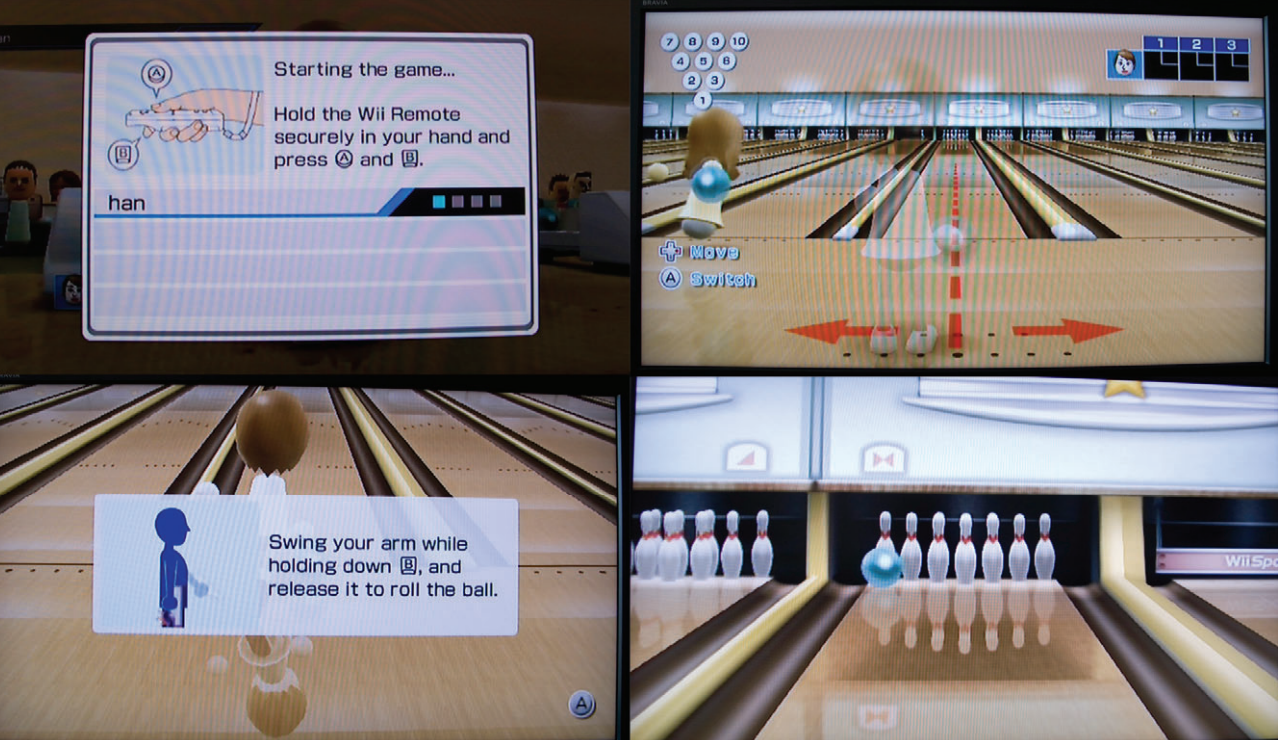 Starting the game...
Hold the Wii Remote
securely in your hand and
press Ⓐ and B.
A
B
han
BRAVIA
7 8 9 10
4 5 6
2 3
1
1 2 3
Move
A Switch
Swing your arm while
holding down B, and
release it to roll the ball.
A
WiiSpo